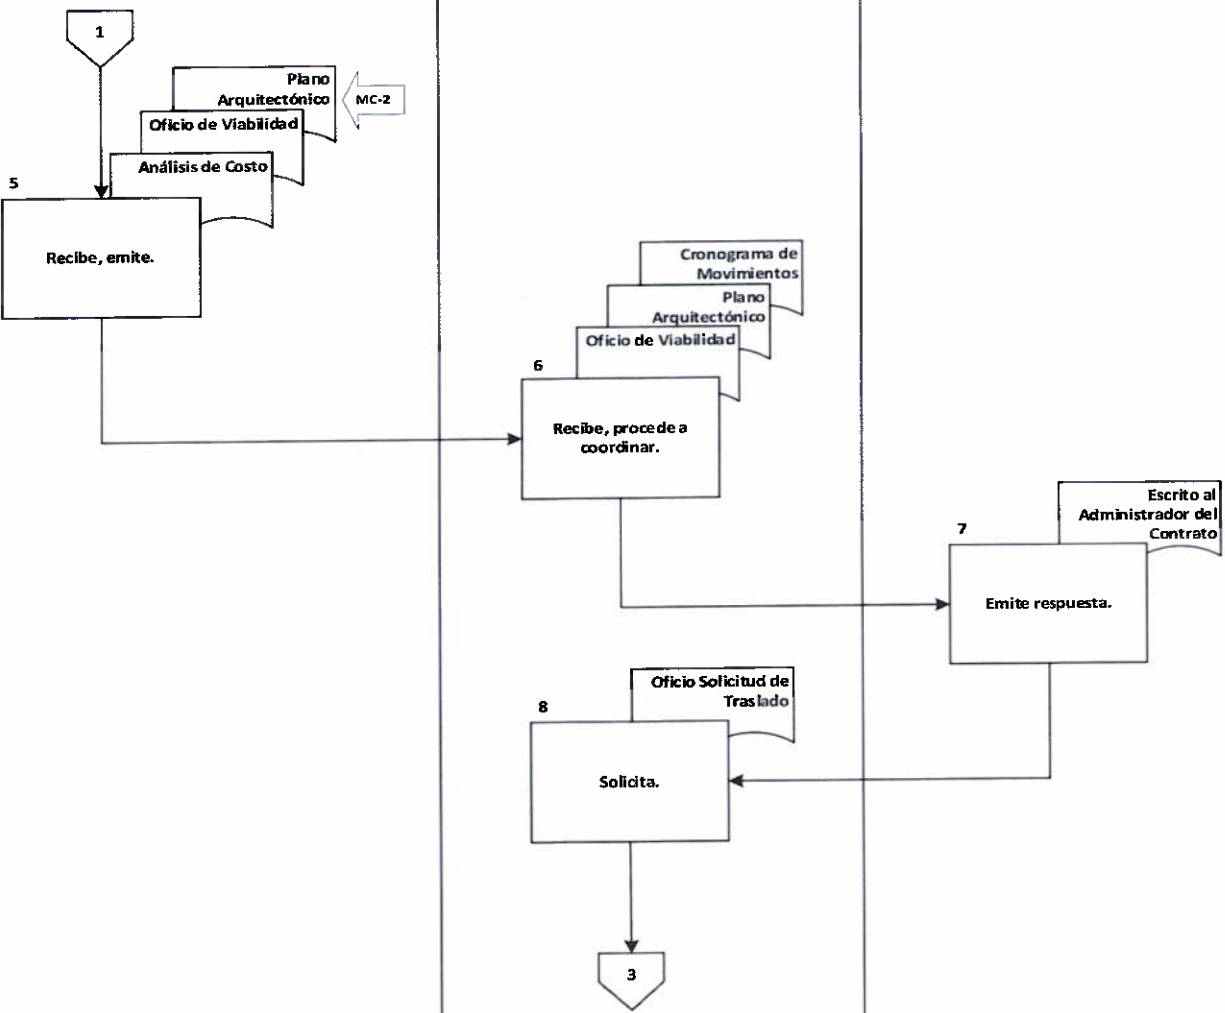 1
Plano
Arquitectónico
MC-2
Oficio de Viabilidad
Análisis de Costo
5
Recibe, emite.
Cronograma de
Movimientos
Plano
Arquitectónico
Oficio de Viabilidad
6
Recibe, procede a
coordinar.
Escrito al
Administrador del
Contrato
7
Emite respuesta.
Oficio Solicitud de
Traslado
8
Solicita.
3